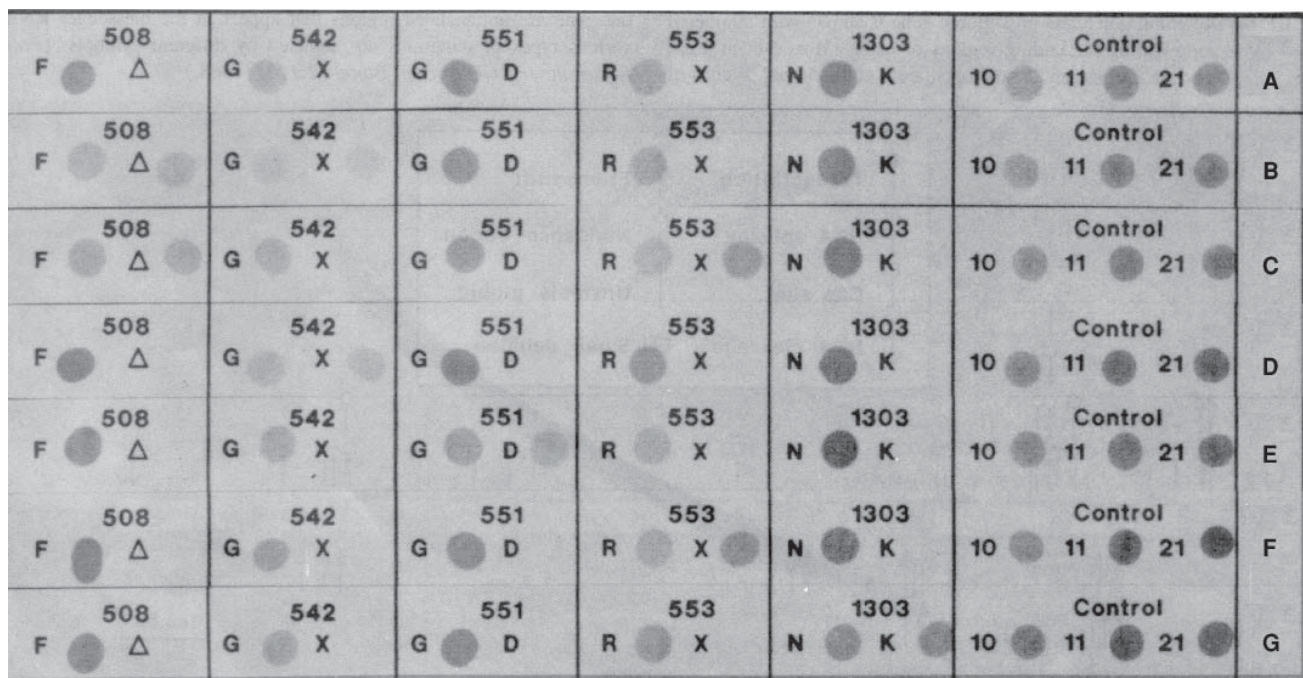 508 542 551 553 1303 Control
F Δ G X G D R X N K 10 11 21 A
508 542 551 553 1303 Control
F Δ G X G D R X N K 10 11 21 B
508 542 551 553 1303 Control
F Δ G X G D R X N K 10 11 21 C
508 542 551 553 1303 Control
F Δ G X G D R X N K 10 11 21 D
508 542 551 553 1303 Control
F Δ G X G D R X N K 10 11 21 E
508 542 551 553 1303 Control
F Δ G X G D R X N K 10 11 21 F
508 542 551 553 1303 Control
F Δ G X G D R X N K 10 11 21 G